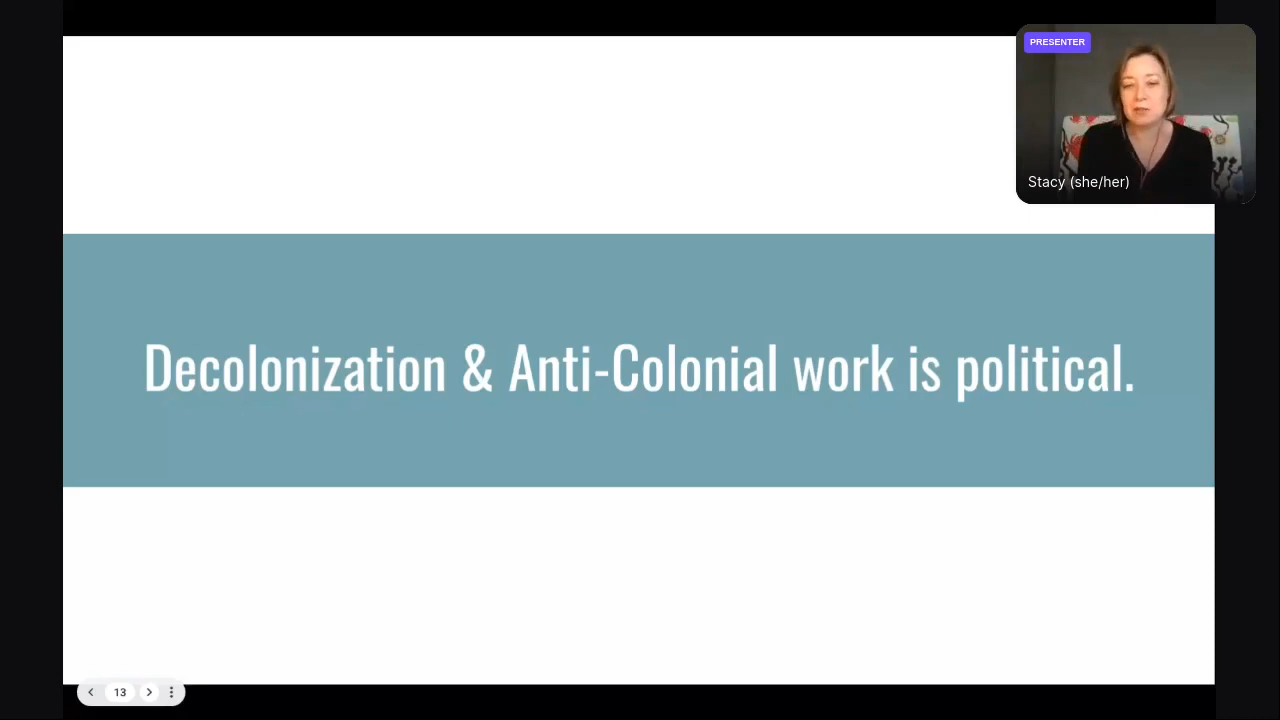 PRESENTER
Stacy (she/her)
Decolonization & Anti-Colonial work is political.
13